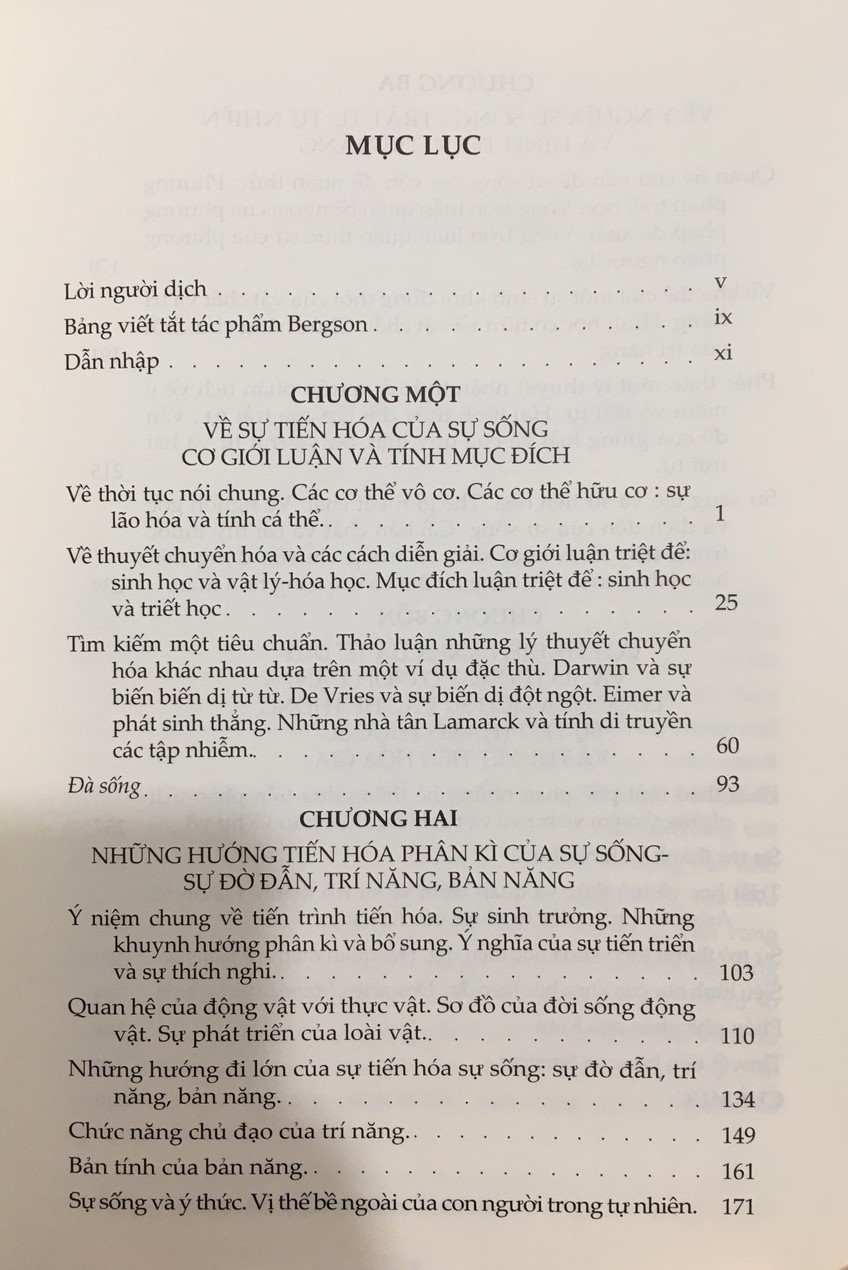 MỤC LỤC
Lời người dịch . . . . . . . . . . . . . . . . . . . . . v
Bảng viết tắt tác phẩm Bergson . . . . . . . . . . . . . ix
Dẫn nhập . . . . . . . . . . . . . . . . . . . . . . . xi
CHƯƠNG MỘT
VỀ SỰ TIẾN HÓA CỦA SỰ SỐNG
CƠ GIỚI LUẬN VÀ TÍNH MỤC ĐÍCH
Về thời tục nói chung. Các cơ thể vô cơ. Các cơ thể hữu cơ : sự
lão hóa và tính cá thể. . . . . . . . . . . . . . . . 1
Về thuyết chuyển hóa và các cách diễn giải. Cơ giới luận triệt để:
sinh học và vật lý-hóa học. Mục đích luận triệt để : sinh học
và triết học . . . . . . . . . . . . . . . . . . . 25
Tìm kiếm một tiêu chuẩn. Thảo luận những lý thuyết chuyển
hóa khác nhau dựa trên một ví dụ đặc thù. Darwin và sự
biến biến dị từ từ. De Vries và sự biến dị đột ngột. Eimer và
phát sinh thẳng. Những nhà tân Lamarck và tính di truyền
các tập nhiễm. . . . . . . . . . . . . . . . . . . 60
Đà sống . . . . . . . . . . . . . . . . . . . . . . . 93
CHƯƠNG HAI
NHỮNG HƯỚNG TIẾN HÓA PHÂN KÌ CỦA SỰ SỐNG-
SỰ ĐỜ ĐẪN, TRÍ NĂNG, BẢN NĂNG
Ý niệm chung về tiến trình tiến hóa. Sự sinh trưởng. Những
khuynh hướng phân kì và bổ sung. Ý nghĩa của sự tiến triển
và sự thích nghi. . . . . . . . . . . . . . . . . . 103
Quan hệ của động vật với thực vật. Sơ đồ của đời sống động
vật. Sự phát triển của loài vật. . . . . . . . . . . . 110
Những hướng đi lớn của sự tiến hóa sự sống: sự đờ đẫn, trí
năng, bản năng. . . . . . . . . . . . . . . . . . . 134
Chức năng chủ đạo của trí năng. . . . . . . . . . . . . 149
Bản tính của bản năng. . . . . . . . . . . . . . . . . 161
Sự sống và ý thức. Vị thế bề ngoài của con người trong tự nhiên. 171